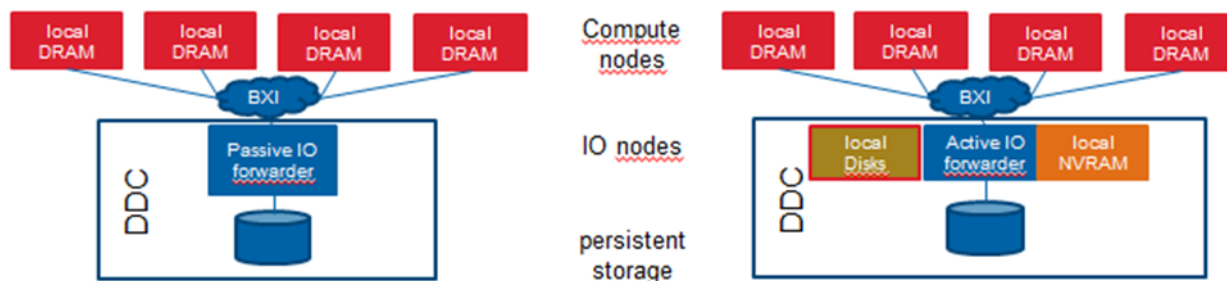 local
DRAM
local
DRAM
local
DRAM
local
DRAM
BXI
DDC
Passive IO
forwarder
Compute
nodes
IO nodes
persistent
storage
local
DRAM
local
DRAM
local
DRAM
local
DRAM
BXI
DDC
local
Disks
Active IO
forwarder
local
NVRAM